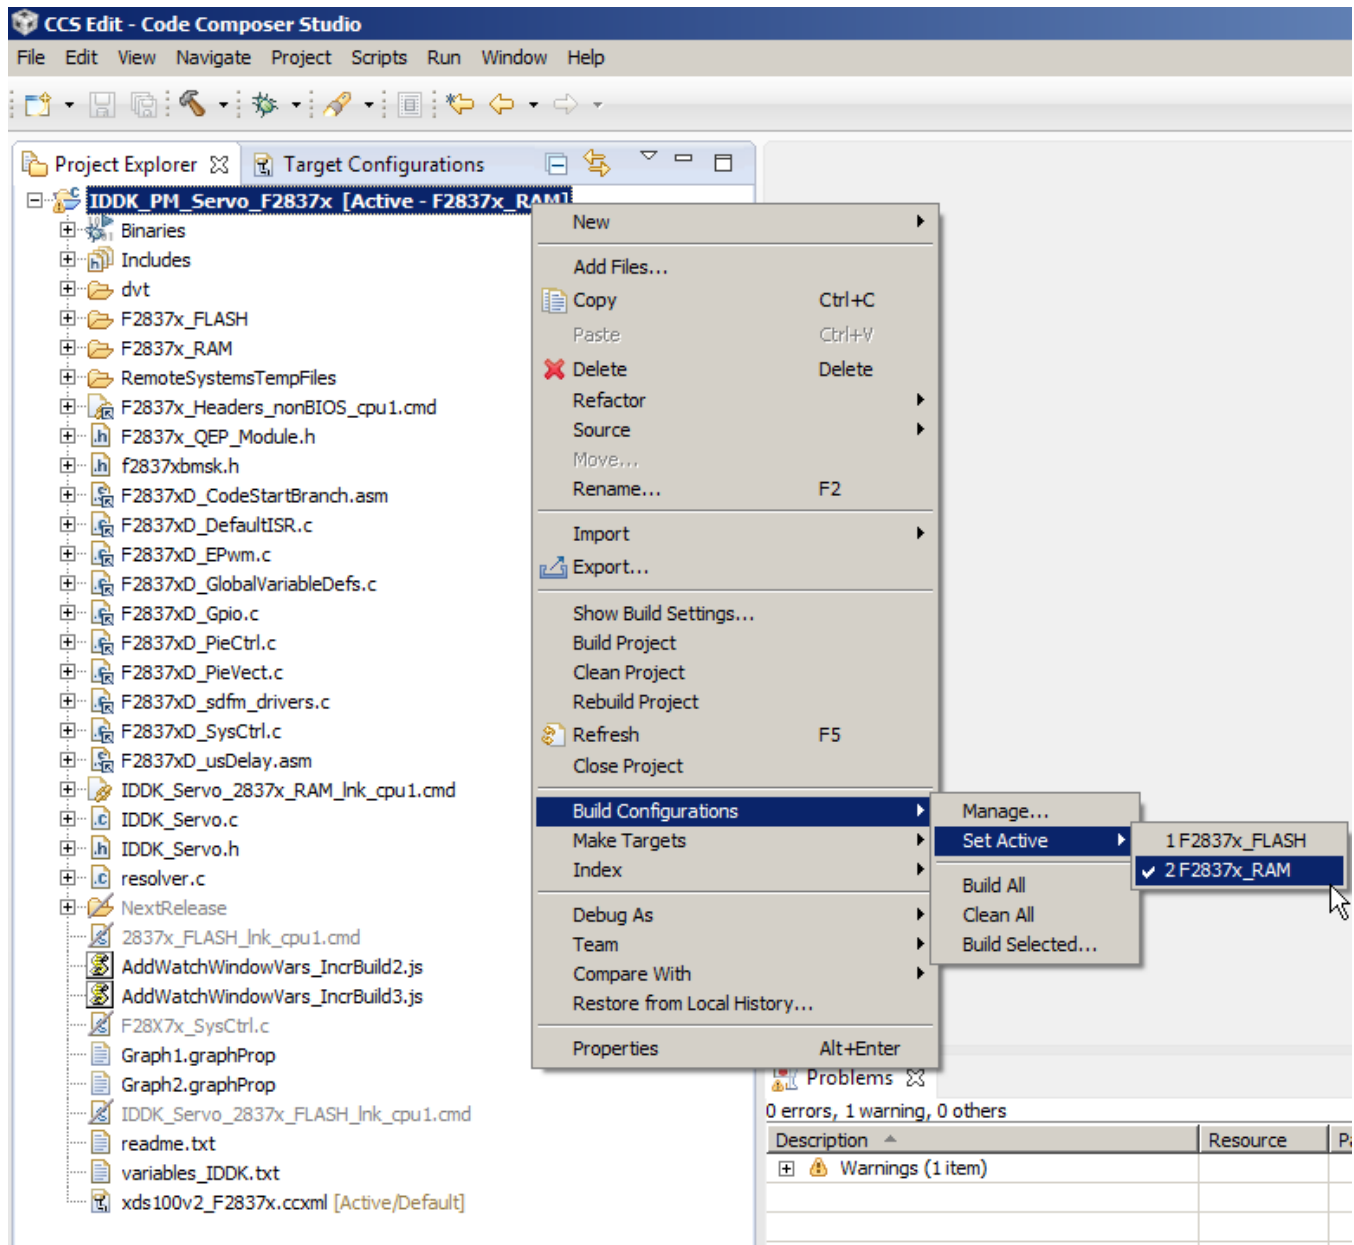 CCS Edit - Code Composer Studio
File Edit View Navigate Project Scripts Run Window Help
Project Explorer Target Configurations
IDDK_PM_Servo_F2837x [Active - F2837x_RAM]
Binaries
Includes
dvt
F2837x_FLASH
F2837x_RAM
RemoteSystemsTempFiles
F2837x_Headers_nonBIOS_cpu1.cmd
F2837x_QEP_Module.h
f2837xbmsk.h
F2837xD_CodeStartBranch.asm
F2837xD_DefaultISR.c
F2837xD_EPwm.c
F2837xD_GlobalVariableDefs.c
F2837xD_Gpio.c
F2837xD_PieCtrl.c
F2837xD_PieVect.c
F2837xD_sdfm_drivers.c
F2837xD_SysCtrl.c
F2837xD_usDelay.asm
IDDK_Servo_2837x_RAM_lnk_cpu1.cmd
IDDK_Servo.c
IDDK_Servo.h
resolver.c
NextRelease
2837x_FLASH_lnk_cpu1.cmd
AddWatchWindowVars_IncrBuild2.js
AddWatchWindowVars_IncrBuild3.js
F28X7x_SysCtrl.c
Graph1.graphProp
Graph2.graphProp
IDDK_Servo_2837x_FLASH_lnk_cpu1.cmd
readme.txt
variables_IDDK.txt
xds100v2_F2837x.ccxml [Active/Default]
New
Add Files...
Copy Ctrl+C
Paste Ctrl+V
Delete Delete
Refactor
Source
Move...
Rename... F2
Import
Export...
Show Build Settings...
Build Project
Clean Project
Rebuild Project
Refresh F5
Close Project
Build Configurations
Make Targets
Index
Debug As
Team
Compare With
Restore from Local History...
Properties Alt+Enter
Manage...
Set Active
Build All
Clean All
Build Selected...
1 F2837x_FLASH
2 F2837x_RAM
Problems
0 errors, 1 warning, 0 others
Description Resource Pa
Warnings (1 item)